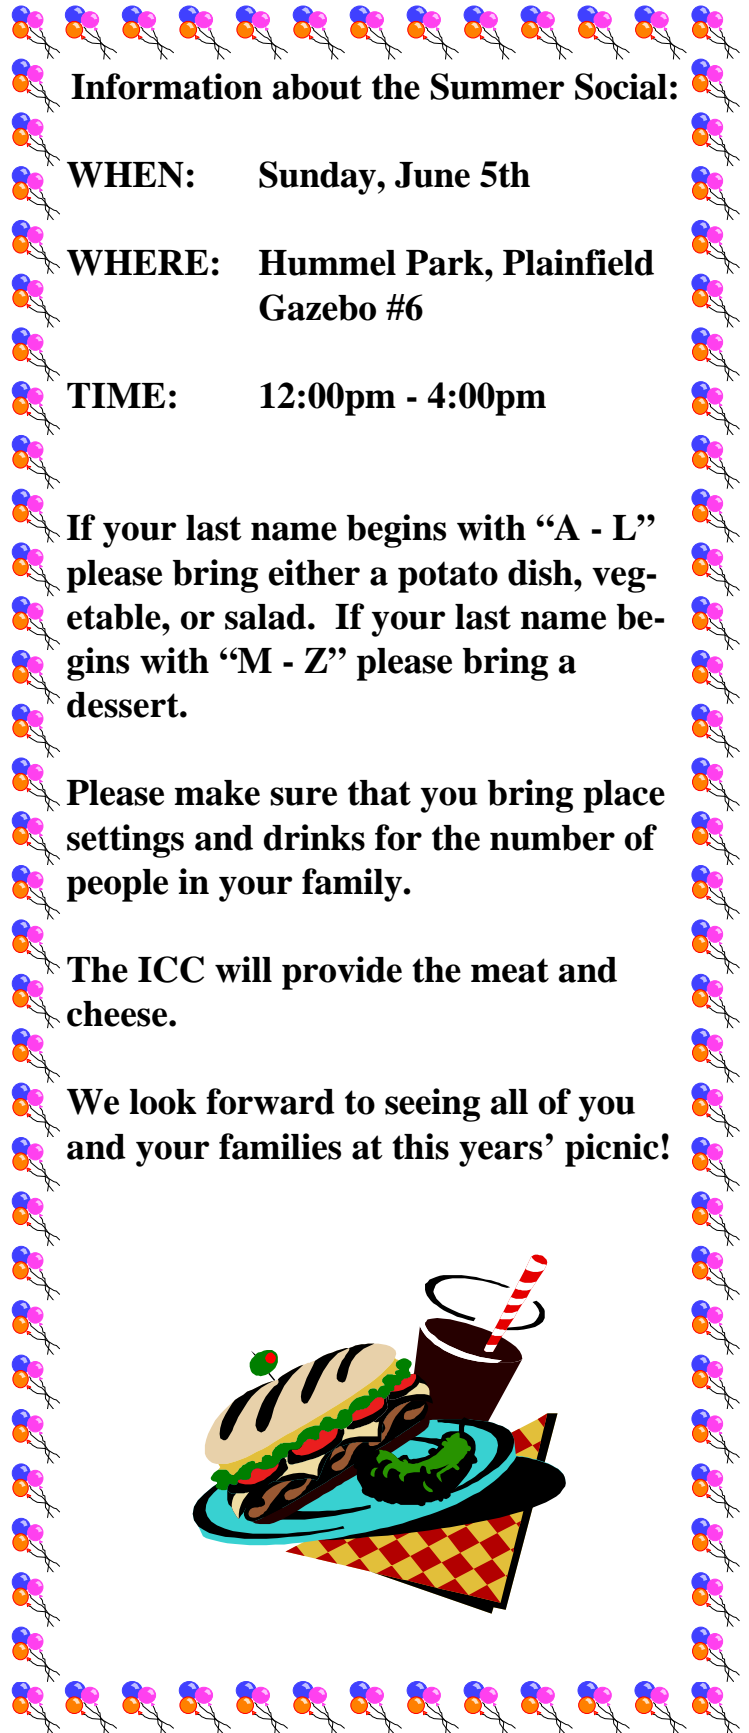 Information about the Summer Social:
WHEN: Sunday, June 5th
WHERE: Hummel Park, Plainfield
Gazebo #6
TIME: 12:00pm - 4:00pm
If your last name begins with “A - L”
please bring either a potato dish, veg-
etable, or salad.  If your last name be-
gins with “M - Z” please bring a
dessert.
Please make sure that you bring place
settings and drinks for the number of
people in your family.
The ICC will provide the meat and
cheese.
We look forward to seeing all of you
and your families at this years’ picnic!